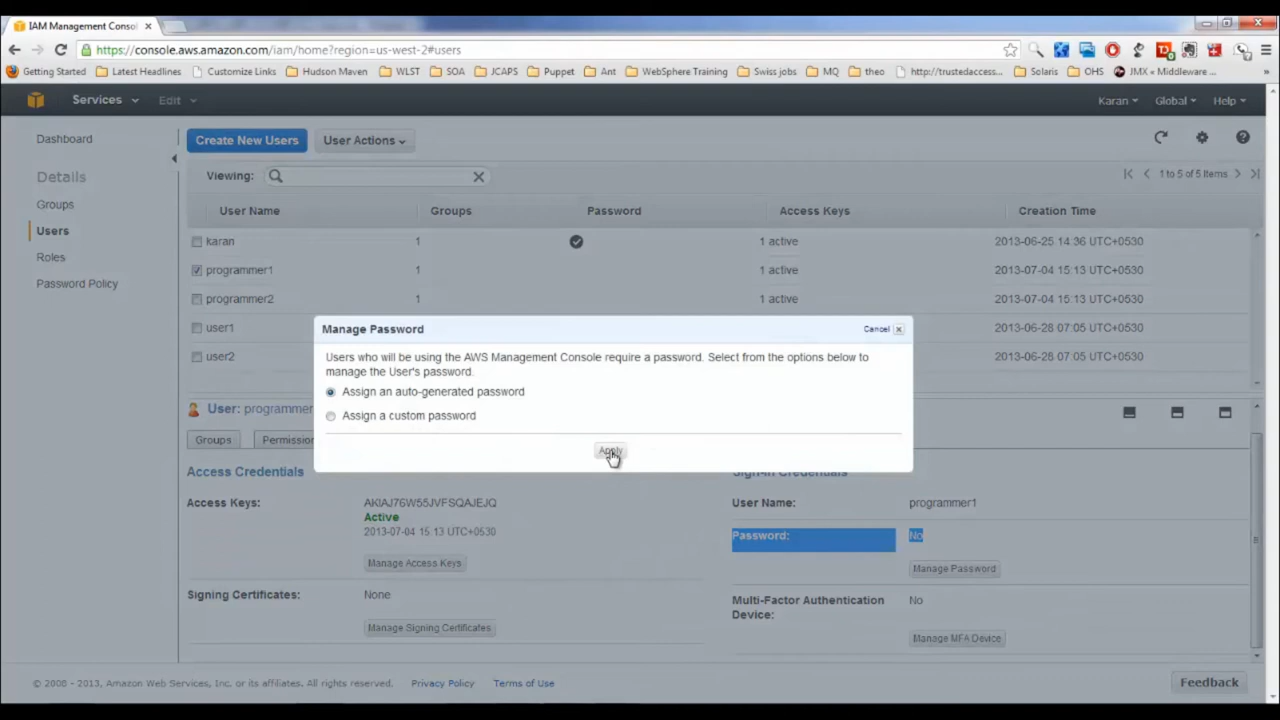 IAM Management Consol
https://console.aws.amazon.com/iam/home?region=us-west-2#users
Getting Started Latest Headlines Customize Links Hudson Maven WLST SOA JCAPS Puppet Ant WebSphere Training Swiss jobs MQ theo http://trustedaccess... Solaris OHS JMX « Middleware ... »
Services Edit Karan Global Help
Dashboard
Create New Users User Actions
Details
Viewing: 1 to 5 of 5 Items
Groups
User Name Groups Password Access Keys Creation Time
Users
karan 1 1 active 2013-06-25 14:36 UTC+0530
Roles
programmer1 1 1 active 2013-07-04 15:13 UTC+0530
Password Policy
programmer2 1 1 active 2013-07-04 15:13 UTC+0530
user1 2013-06-28 07:05 UTC+0530
user2 2013-06-28 07:05 UTC+0530
Manage Password Cancel
Users who will be using the AWS Management Console require a password. Select from the options below to
manage the User's password.
Assign an auto-generated password
Assign a custom password
Apply
User: programmer
Groups Permission
Access Credentials Sign-In Credentials
Access Keys: AKIAJ76W55JVFSQAJEJQ User Name: programmer1
Active
2013-07-04 15:13 UTC+0530 Password: No
Manage Access Keys Manage Password
Signing Certificates: None Multi-Factor Authentication No
Device:
Manage Signing Certificates Manage MFA Device
© 2008 - 2013, Amazon Web Services, Inc. or its affiliates. All rights reserved. Privacy Policy Terms of Use Feedback